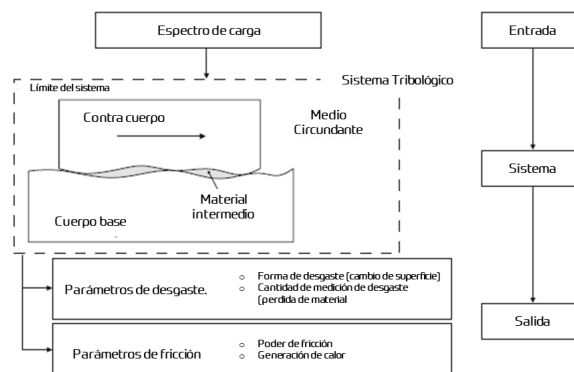 Espectro de carga
Entrada
Sistema Tribológico
Límite del sistema
Contra cuerpo
Medio
Circundante
Sistema
Material
intermedio
Cuerpo base
Parámetros de desgaste.
o Forma de desgaste (cambio de superficie)
o Cantidad de medición de desgaste
(perdida de material
Salida
Parámetros de fricción
o Poder de fricción
o Generación de calor